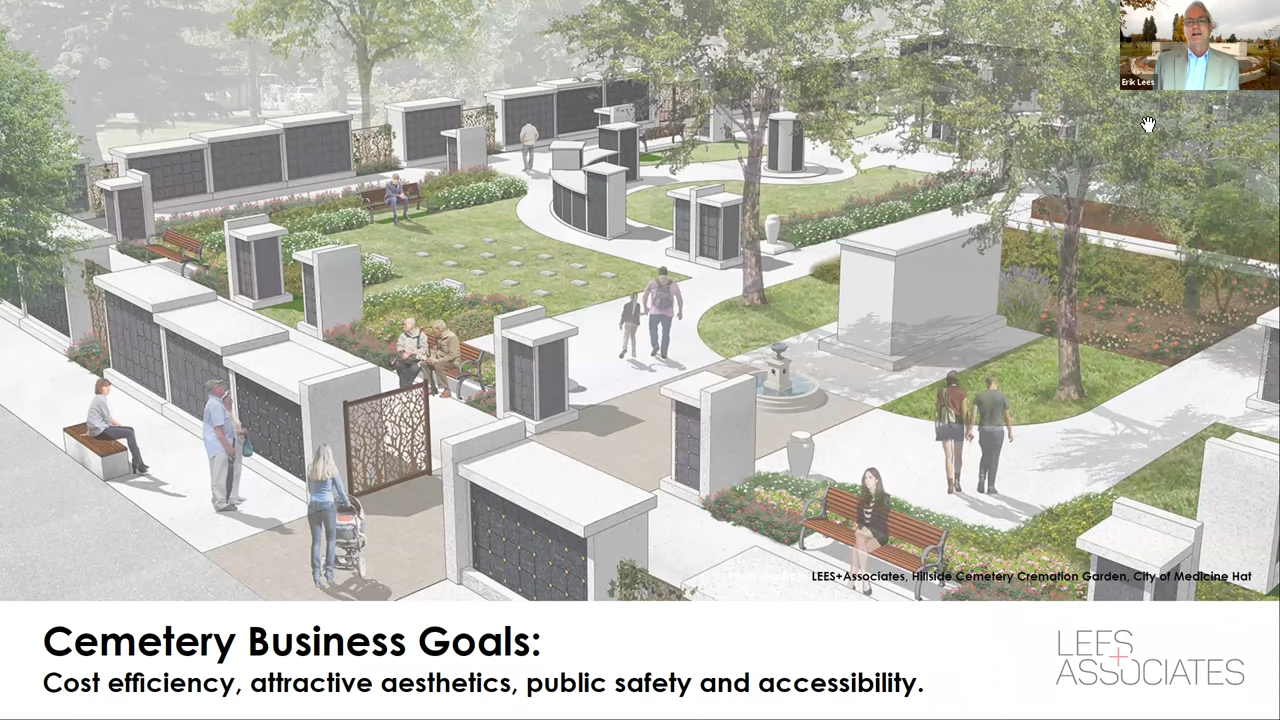 Erik Lees
LEES+Associates, Hillside Cemetery Cremation Garden, City of Medicine Hat
Cemetery Business Goals:
Cost efficiency, attractive aesthetics, public safety and accessibility.
LEES
+
ASSOCIATES